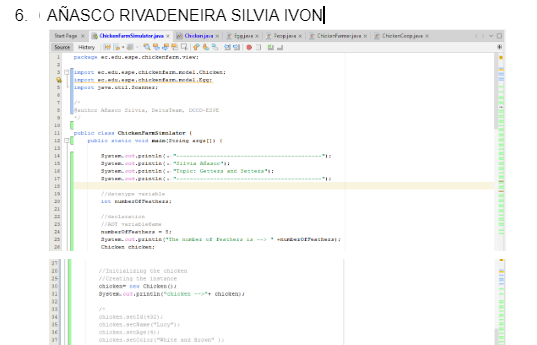 6. AÑASCO RIVADENEIRA SILVIA IVON
Start Page × ChickenFarmSimulator.java × Chicken.java × Egg.java × Poop.java × ChickenFarmer.java × ChickenCoop.java ×
Source History
1 package ec.edu.espe.chickenfarm.view;
2
3 import ec.edu.espe.chickenfarm.model.Chicken;
import ec.edu.espe.chickenfarm.model.Egg;
5 import java.util.Scanner;
6
7 /*
8 @author Añasco Silvia, DeltaTeam, DCCO-ESPE
9 */
10
11 public class ChickenFarmSimulator {
12 public static void main(String args[]) {
13
14 System.out.println(x: "--------------------------------------------");
15 System.out.println(x: "Silvia Añasco");
16 System.out.println(x: "Topic: Getters and Setters");
17 System.out.println(x: "--------------------------------------------");
18
19 //datatype variable
20 int numberOfFeathers;
21
22 //declaration
23 //ADT variableName
24 numberOfFeathers = 5;
25 System.out.println("The number of feathers is --> " +numberOfFeathers);
26 Chicken chicken;
27
28 //Initializing the chicken
29 //Creating the instance
30 chicken= new Chicken();
31 System.out.println("chicken -->"+ chicken);
32
33 /*
34 chicken.setId(492);
35 chicken.setName("Lucy");
36 chicken.setAge(4);
37 chicken.setColor("White and Brown" );